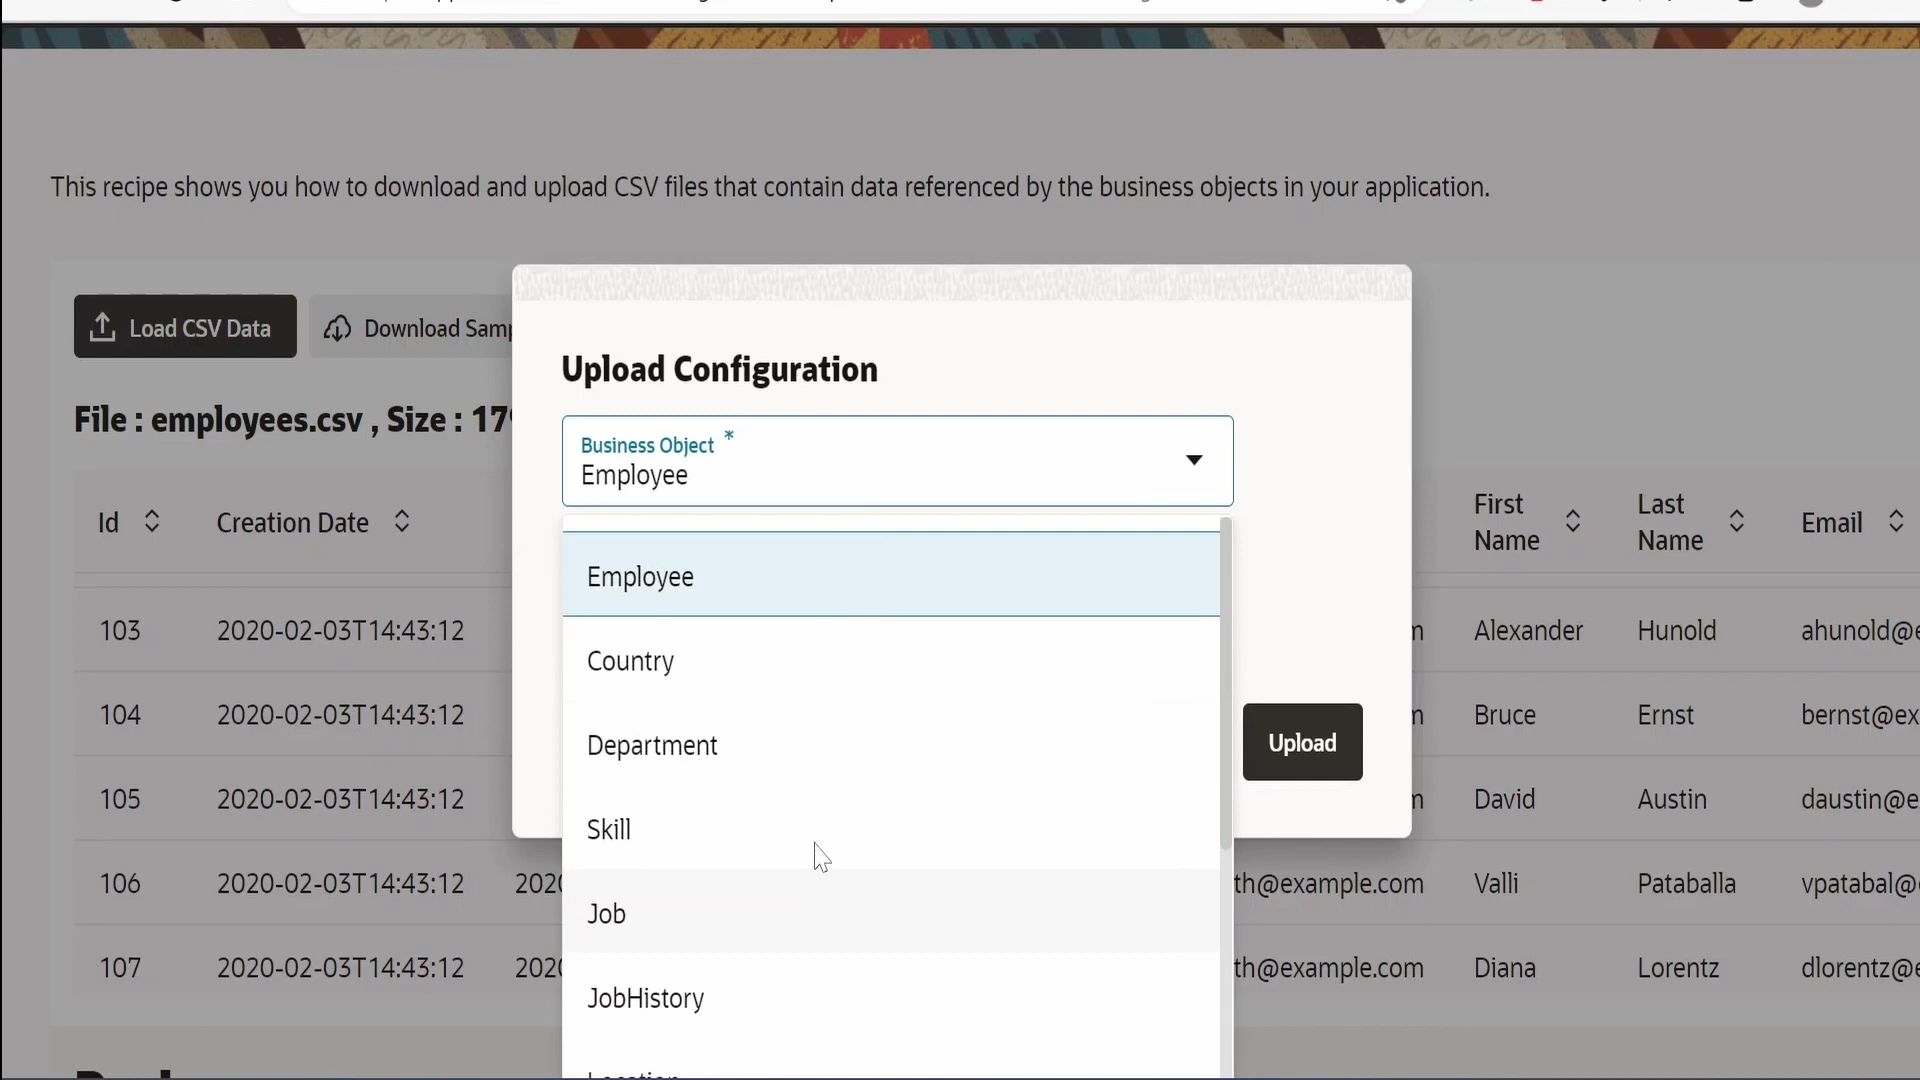 This recipe shows you how to download and upload CSV files that contain data referenced by the business objects in your application.
Load CSV Data
Download Samp
File : employees.csv , Size : 179
Upload Configuration
Business Object *
Employee
Employee
Country
Department
Skill
Job
JobHistory
Location
Upload
Id Creation Date First Name Last Name Email
103 2020-02-03T14:43:12 m Alexander Hunold ahunold@e
104 2020-02-03T14:43:12 m Bruce Ernst bernst@ex
105 2020-02-03T14:43:12 m David Austin daustin@e
106 2020-02-03T14:43:12 2020 th@example.com Valli Pataballa vpatabal@
107 2020-02-03T14:43:12 2020 th@example.com Diana Lorentz dlorentz@e